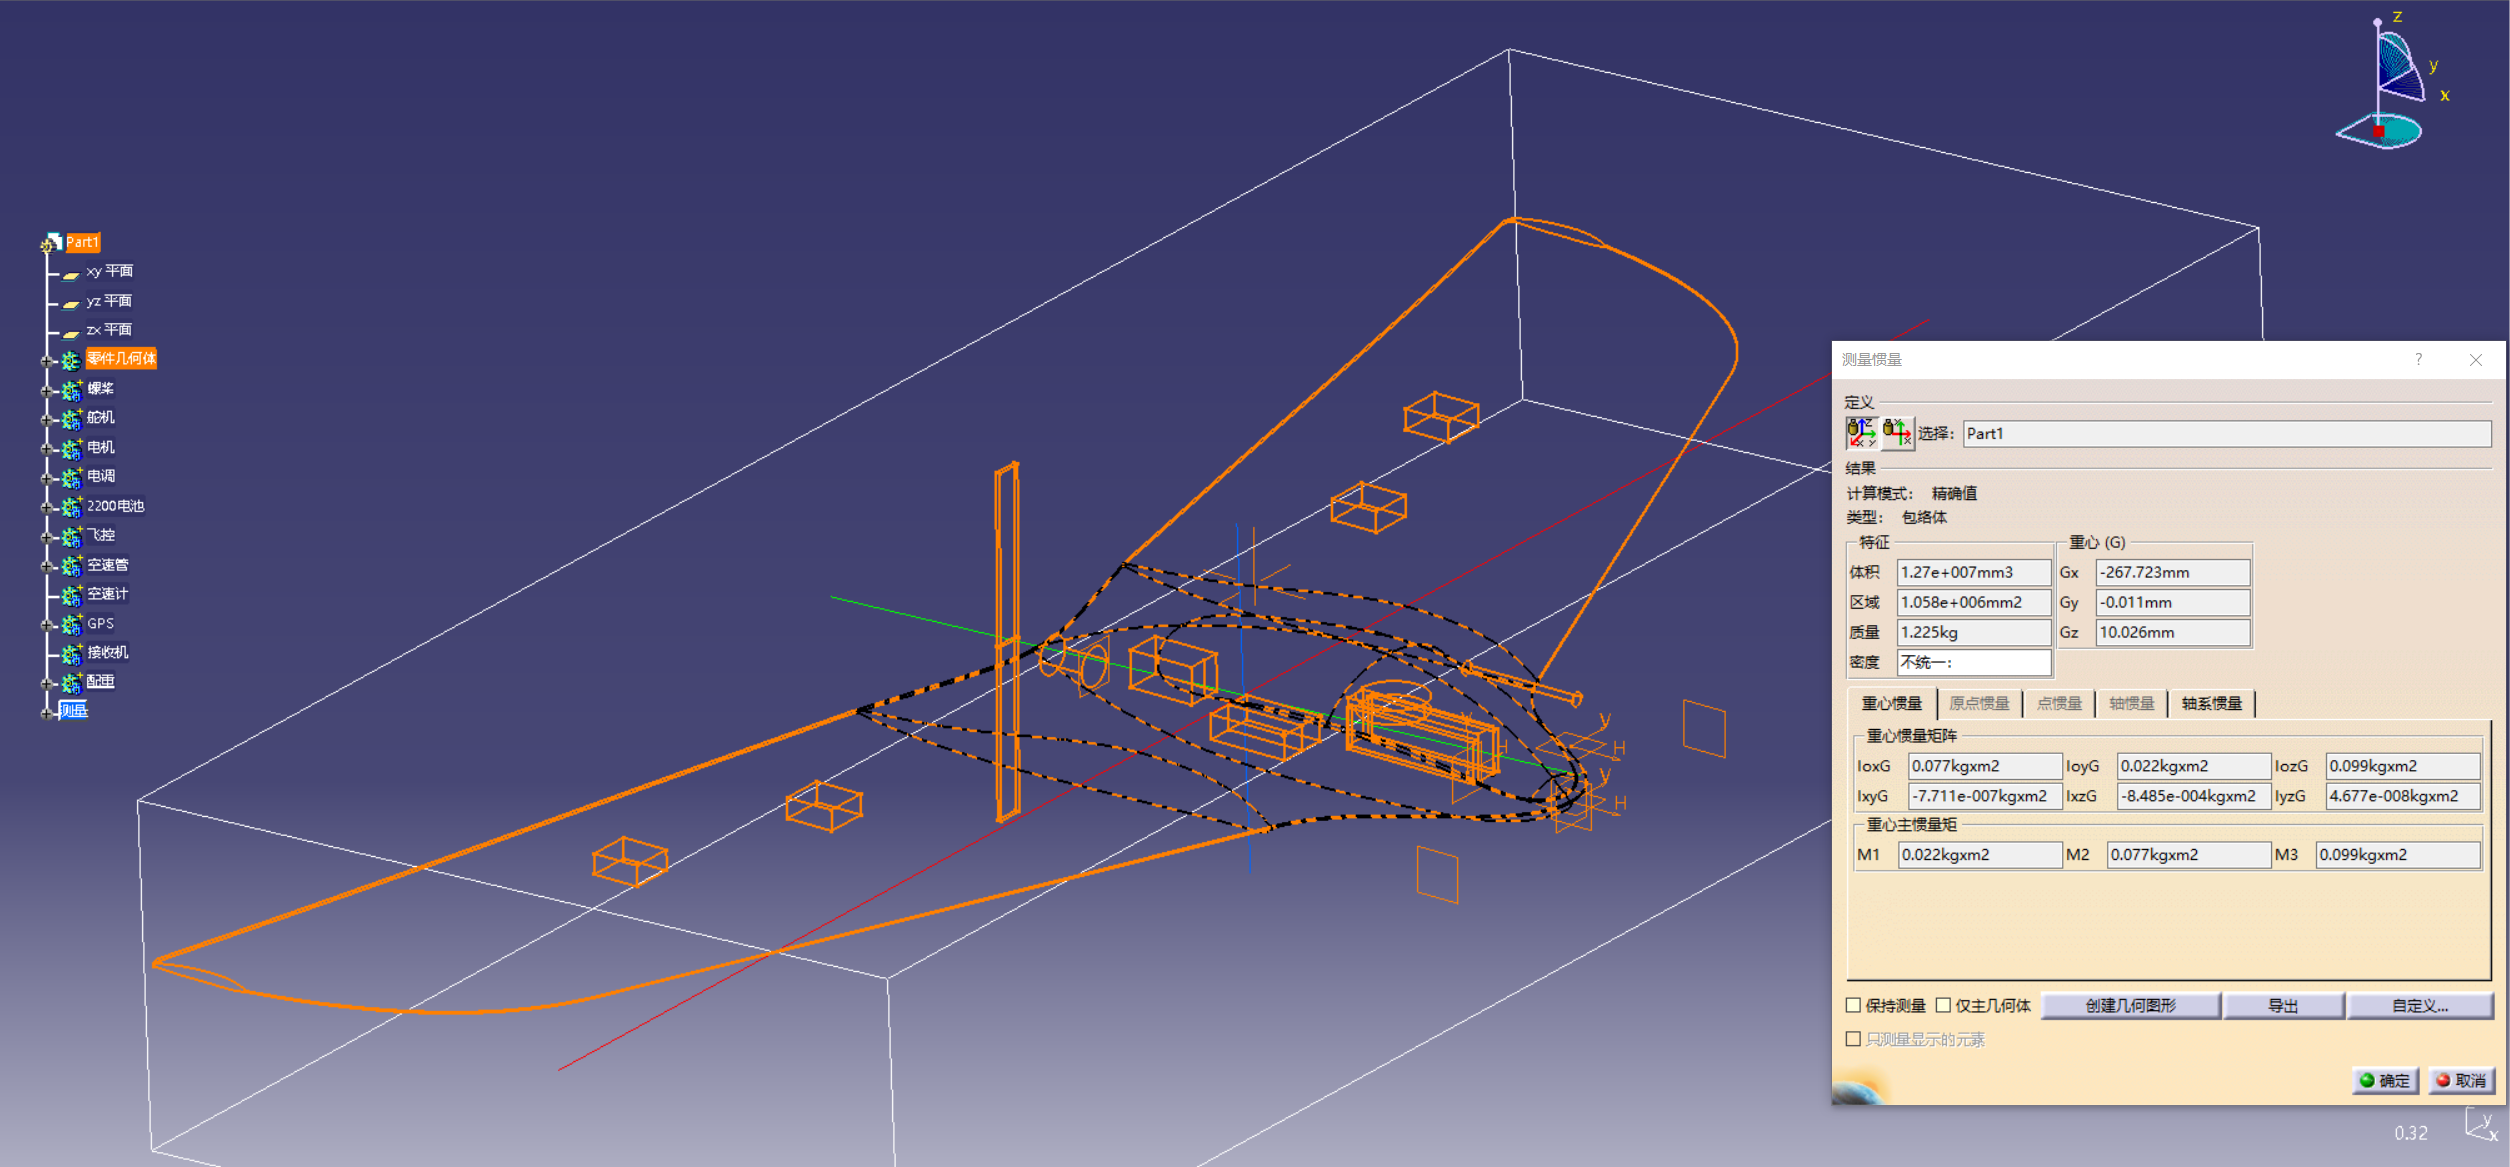 z
y
x
Part1
xy 平面
yz 平面
zx 平面
零件几何体
螺桨
舵机
电机
电调
2200电池
飞控
空速管
空速计
GPS
接收机
配重
测量
y
H
H
y
H
测量惯量 ?
定义
选择: Part1
结果
计算模式: 精确值
类型: 包络体
特征 重心 (G)
体积 1.27e+007mm3 Gx -267.723mm
区域 1.058e+006mm2 Gy -0.011mm
质量 1.225kg Gz 10.026mm
密度 不统一:
重心惯量 原点惯量 点惯量 轴惯量 轴系惯量
重心惯量矩阵
IoxG 0.077kgxm2 IoyG 0.022kgxm2 IozG 0.099kgxm2
IxyG -7.711e-007kgxm2 IxzG -8.485e-004kgxm2 IyzG 4.677e-008kgxm2
重心主惯量矩
M1 0.022kgxm2 M2 0.077kgxm2 M3 0.099kgxm2
保持测量 仅主几何体 创建几何图形 导出 自定义...
只测量显示的元素
确定 取消
0.32
y
x